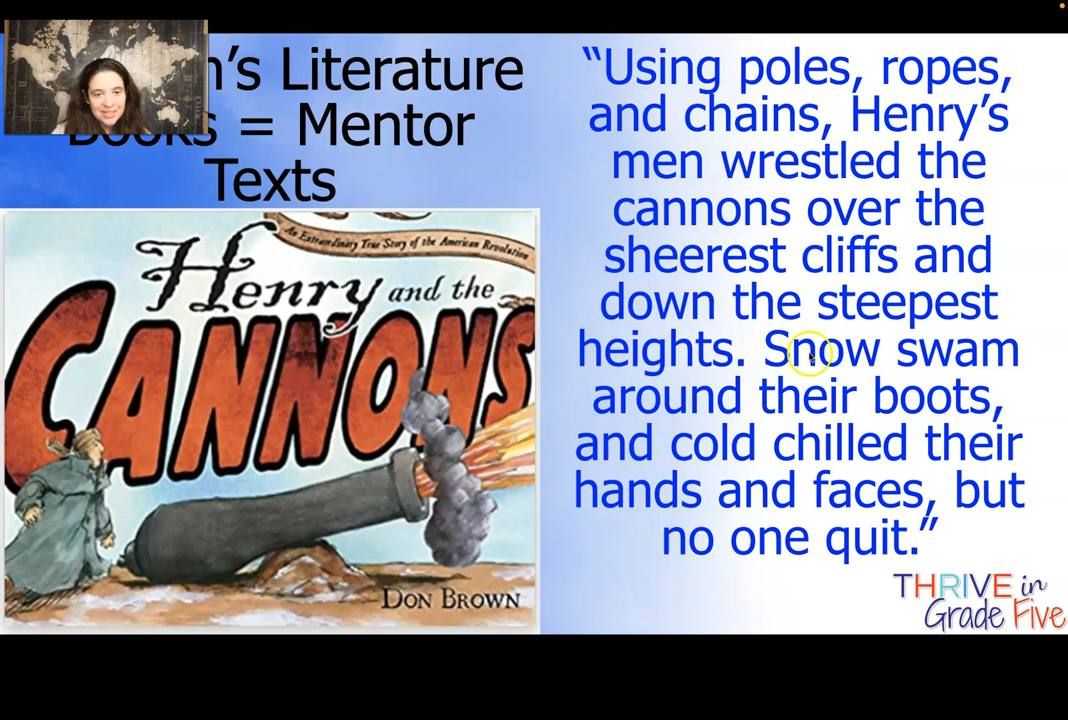 n's Literature
Books = Mentor
Texts
An Extraordinary True Story of the American Revolution
Henry and the
CANNONS
DON BROWN
“Using poles, ropes,
and chains, Henry’s
men wrestled the
cannons over the
sheerest cliffs and
down the steepest
heights. Snow swam
around their boots,
and cold chilled their
hands and faces, but
no one quit.”
THRIVE in
Grade Five